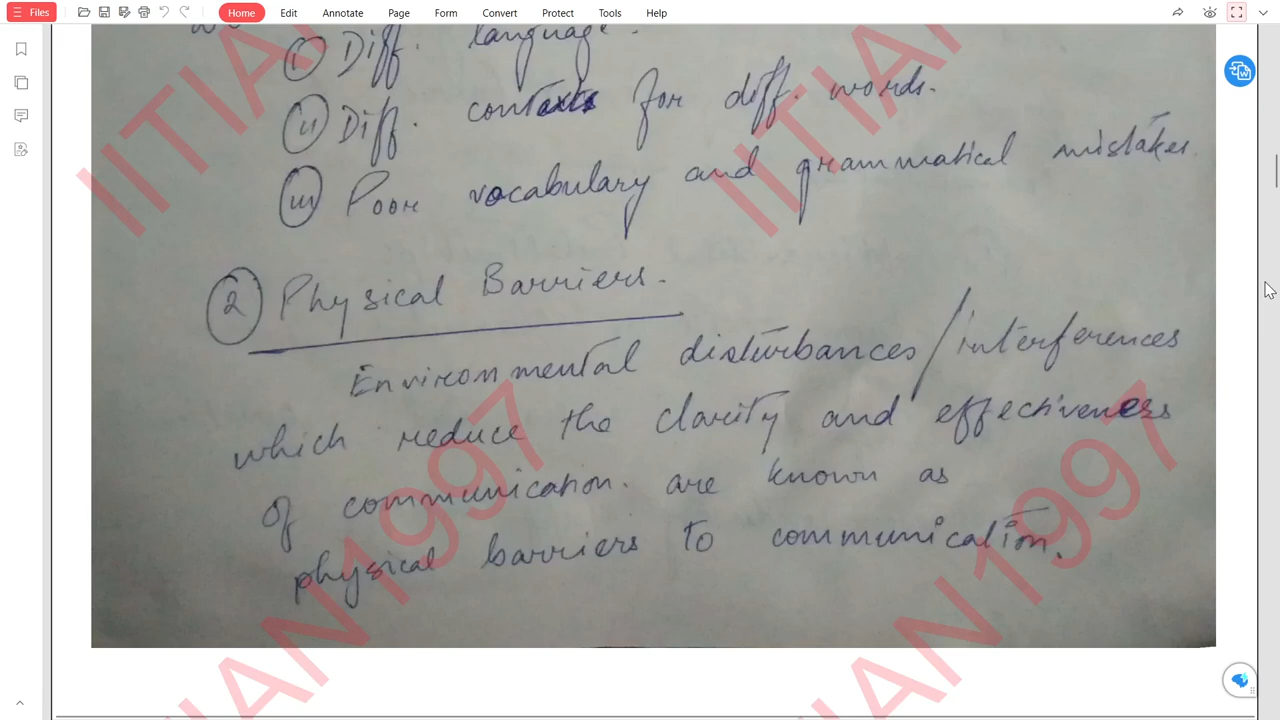 Files Home Edit Annotate Page Form Convert Protect Tools Help
(i) Diff. language.
(ii) Diff. contexts for diff. words.
(iii) Poor vocabulary and grammatical mistakes.
(2) Physical Barriers.
Environmental disturbances/interferences
which reduce the clarity and effectiveness
of communication. are known as
physical barriers to communication.
IITIAN1997